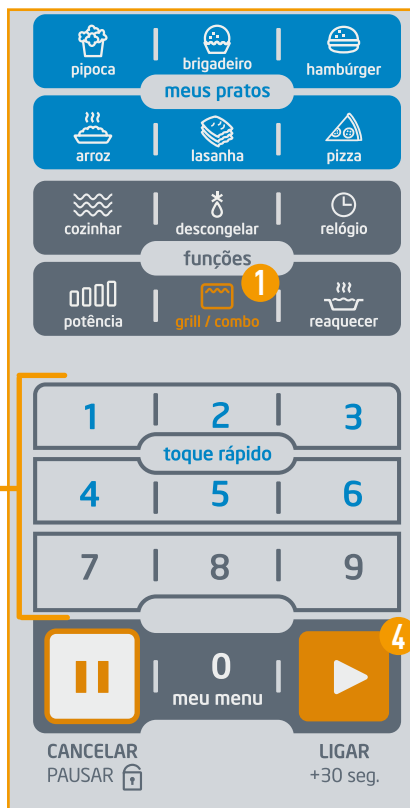 pipoca
brigadeiro
hambúrger
meus pratos
arroz
lasanha
pizza
cozinhar
descongelar
relógio
funções
1
potência
grill / combo
reaquecer
1 2 3
toque rápido
4 5 6
7 8 9
4
0
meu menu
CANCELAR
PAUSAR
LIGAR
+30 seg.